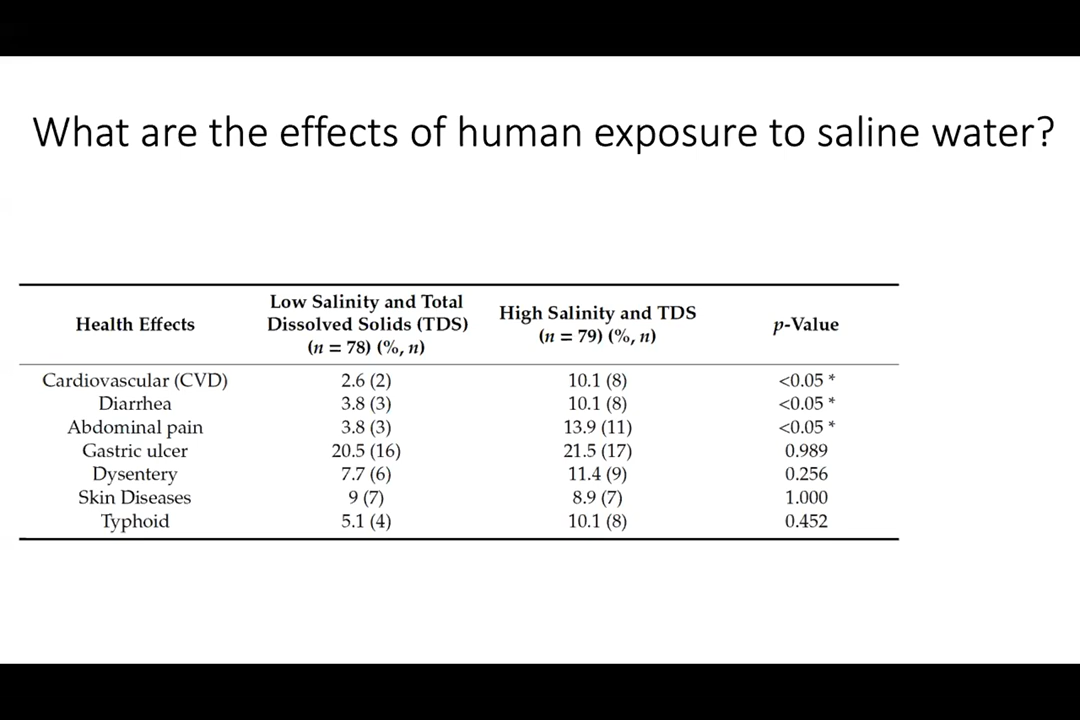 What are the effects of human exposure to saline water?
Health Effects
Low Salinity and Total
Dissolved Solids (TDS)
(n = 78) (%, n)
High Salinity and TDS
(n = 79) (%, n)
p-Value
Cardiovascular (CVD) 2.6 (2) 10.1 (8) <0.05 *
Diarrhea 3.8 (3) 10.1 (8) <0.05 *
Abdominal pain 3.8 (3) 13.9 (11) <0.05 *
Gastric ulcer 20.5 (16) 21.5 (17) 0.989
Dysentery 7.7 (6) 11.4 (9) 0.256
Skin Diseases 9 (7) 8.9 (7) 1.000
Typhoid 5.1 (4) 10.1 (8) 0.452